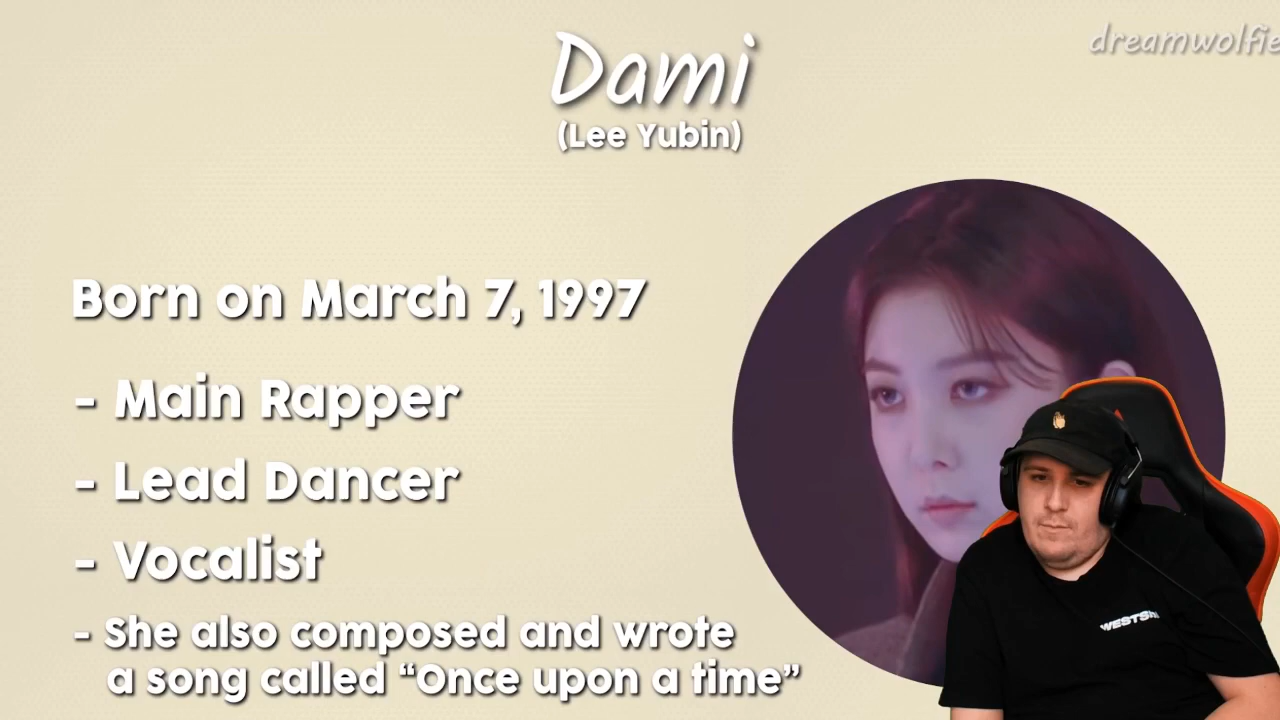 Dami
dreamwolfie
(Lee Yubin)
Born on March 7, 1997
- Main Rapper
- Lead Dancer
- Vocalist
- She also composed and wrote
a song called “Once upon a time”